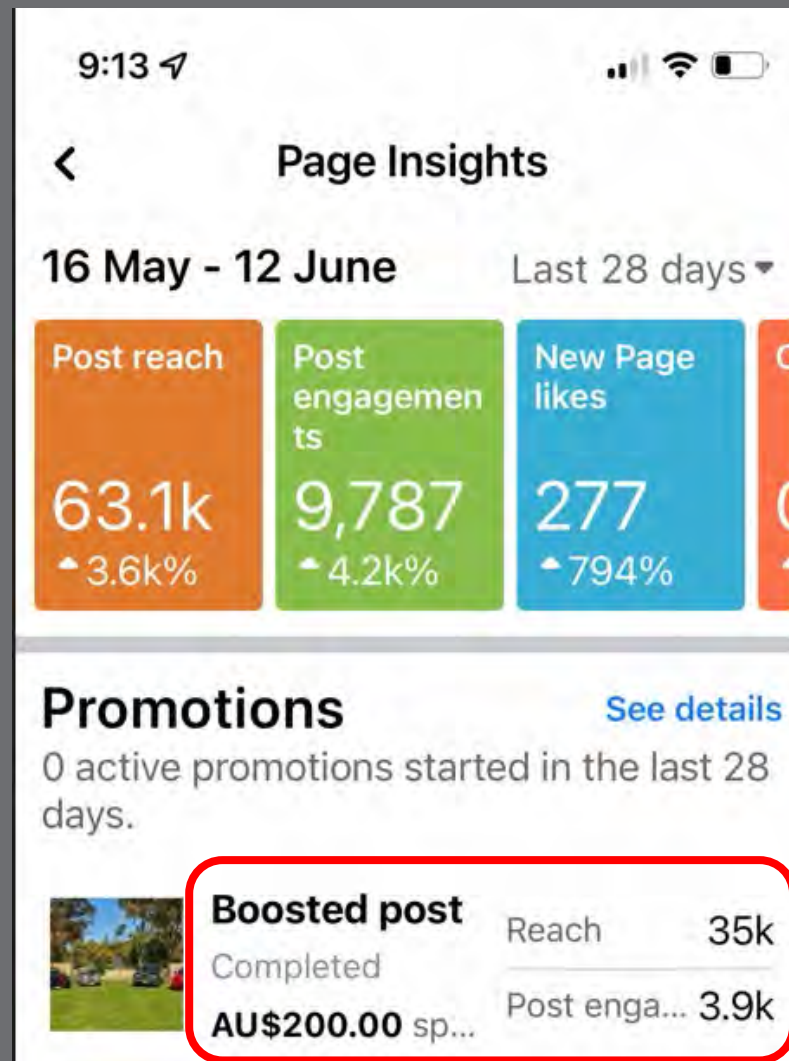 9:13
Page Insights
16 May - 12 June
Last 28 days
Post reach
63.1k
3.6k%
Post
engagemen
ts
9,787
4.2k%
New Page
likes
277
794%
Promotions
See details
0 active promotions started in the last 28
days.
Boosted post
Completed
AU$200.00 sp...
Reach 35k
Post enga... 3.9k